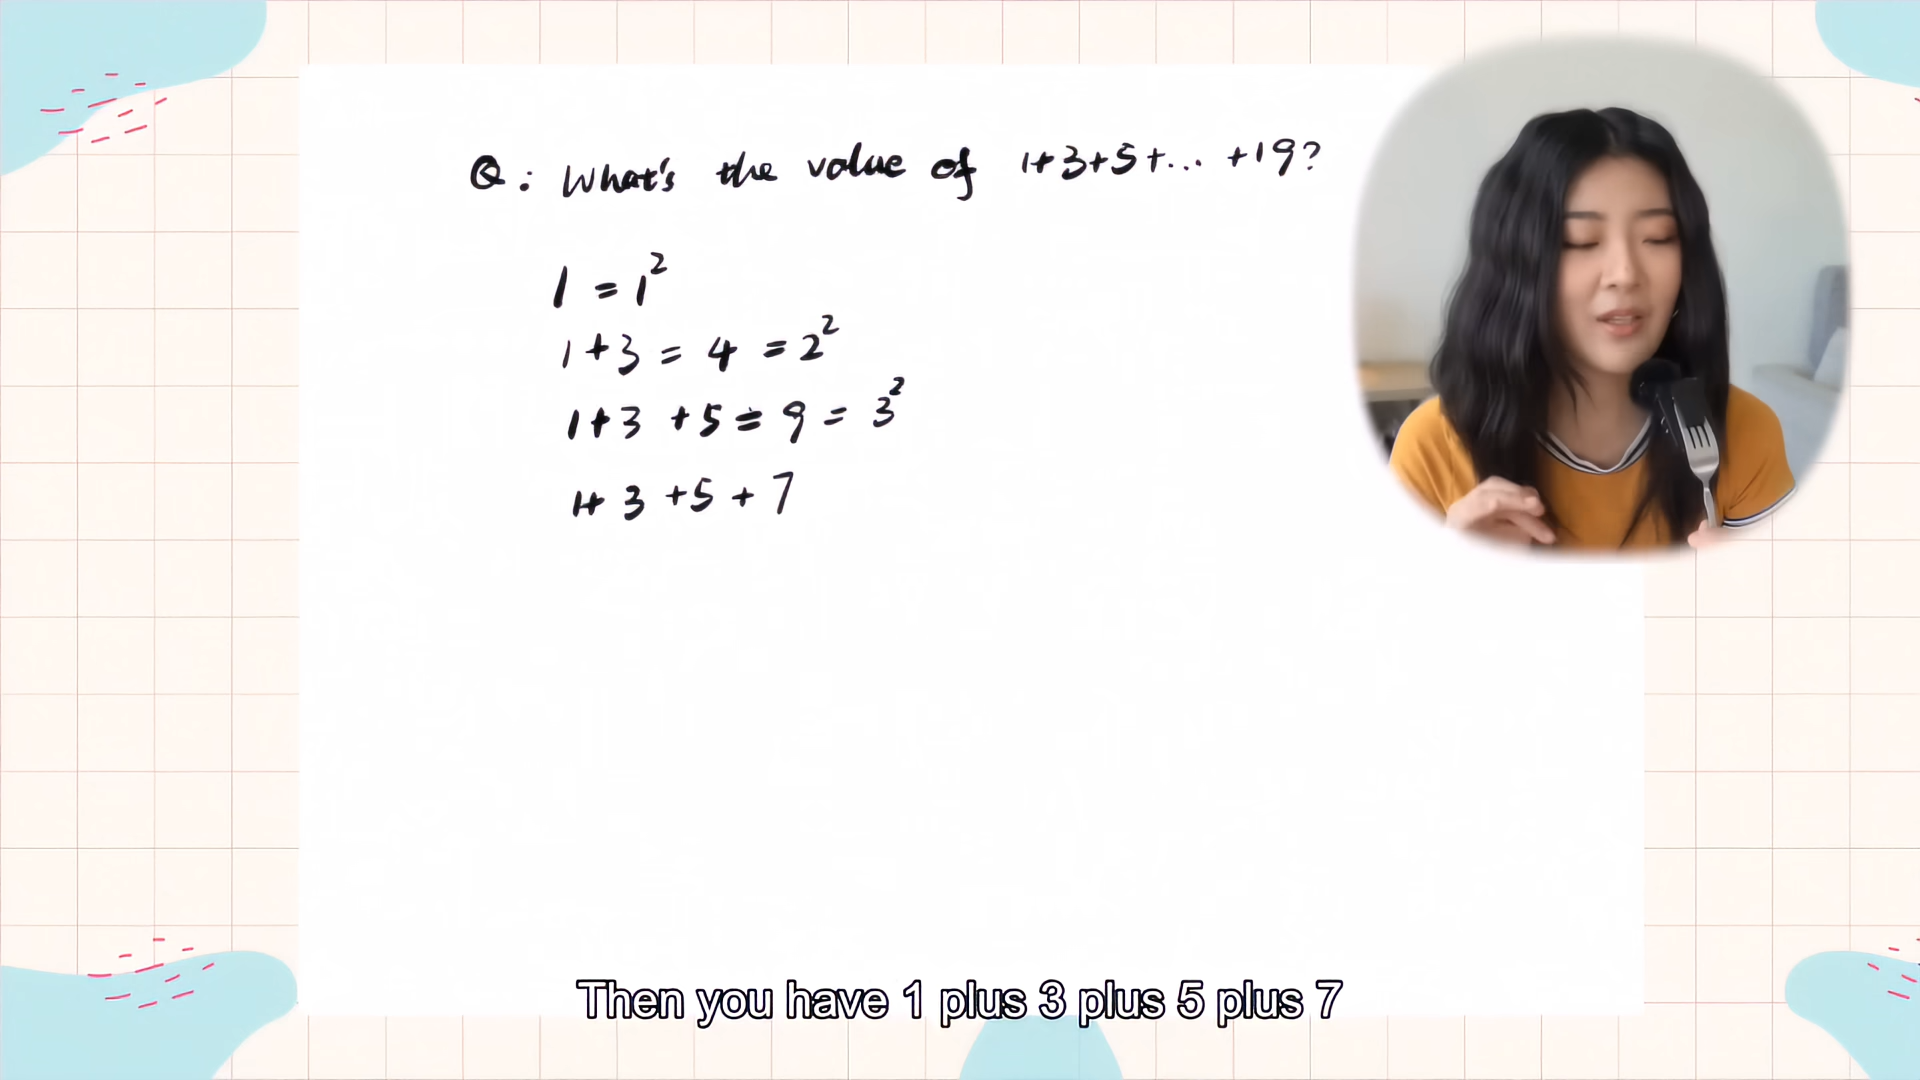 Q: What's the value of 1+3+5+... +19?
1 = 1²
1+3 = 4 = 2²
1+3 +5 = 9 = 3²
1+ 3 +5 + 7
Then you have 1 plus 3 plus 5 plus 7